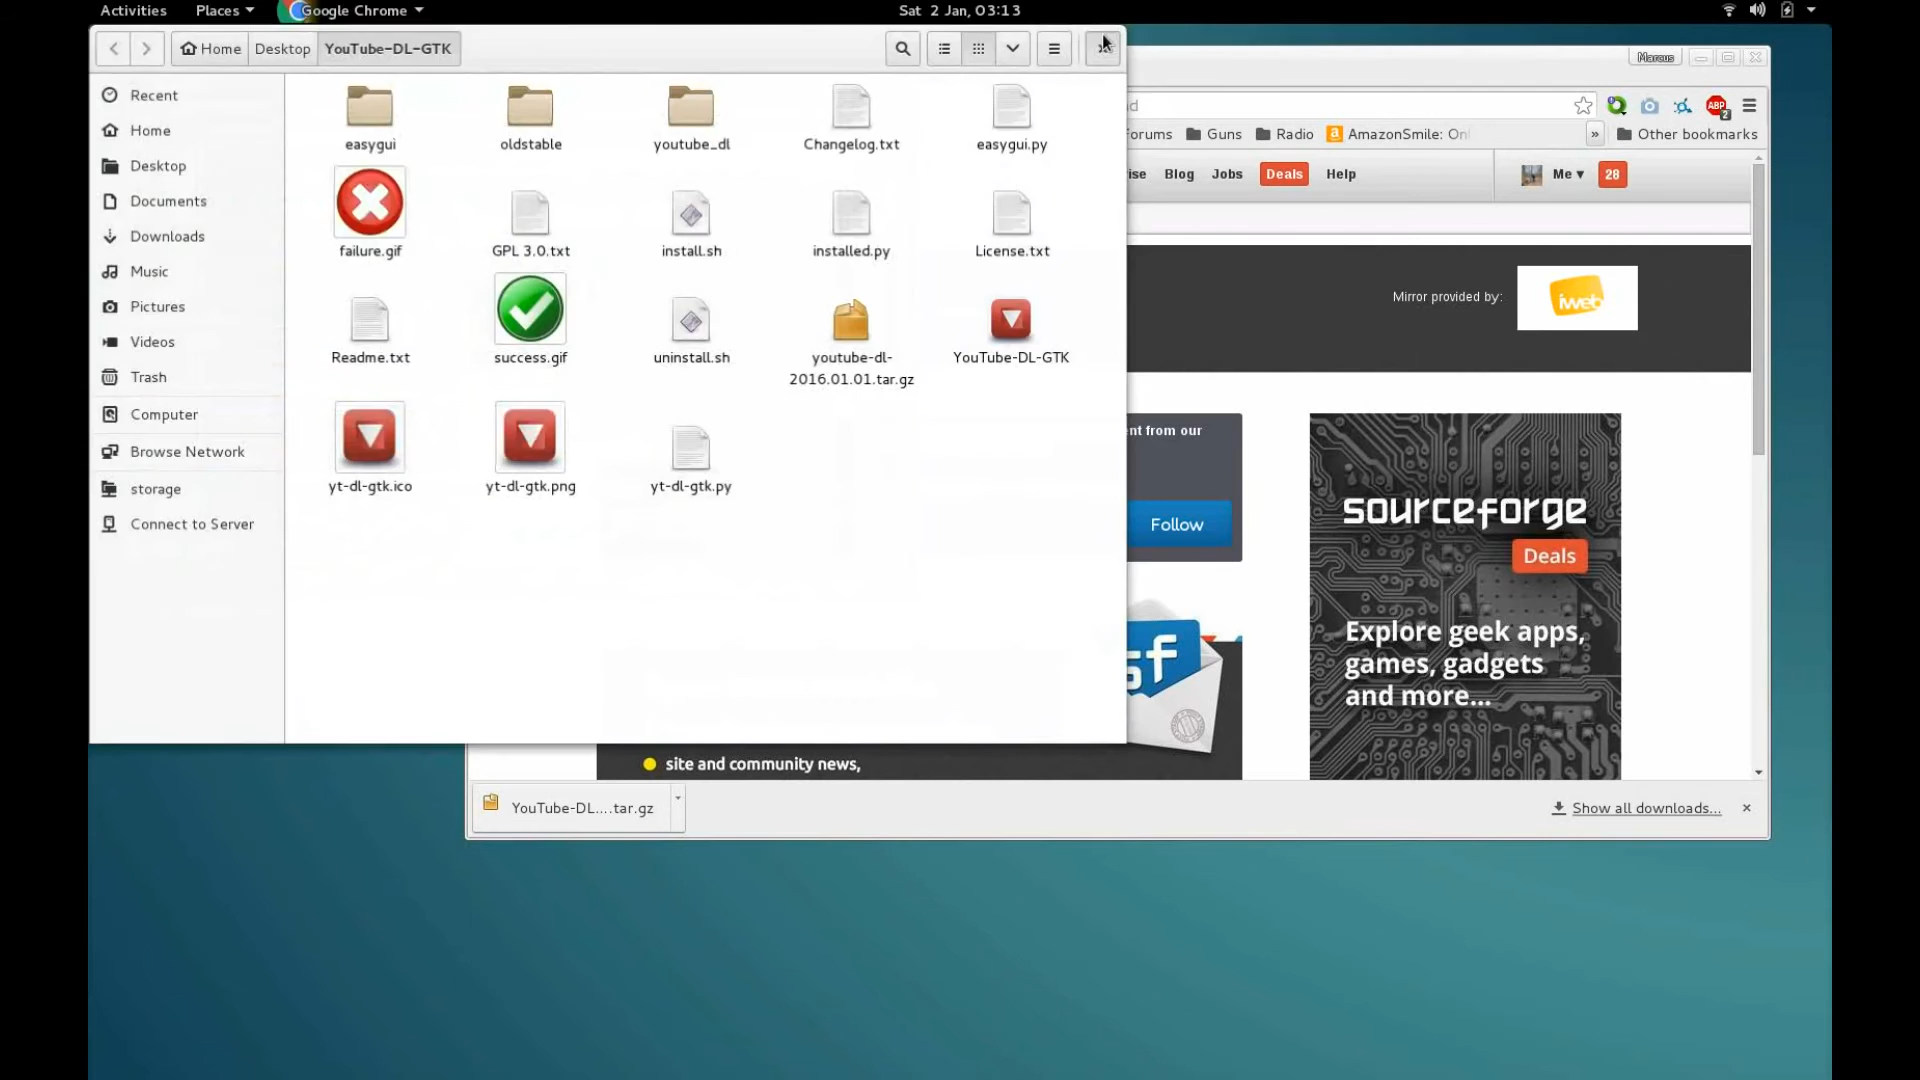 Activities
Places
Google Chrome
Sat 2 Jan, 03:13
Home
Desktop
YouTube-DL-GTK
Recent
Home
Desktop
Documents
Downloads
Music
Pictures
Videos
Trash
Computer
Browse Network
storage
Connect to Server
easygui
oldstable
youtube_dl
Changelog.txt
easygui.py
failure.gif
GPL 3.0.txt
install.sh
installed.py
License.txt
Readme.txt
success.gif
uninstall.sh
youtube-dl-
2016.01.01.tar.gz
YouTube-DL-GTK
yt-dl-gtk.ico
yt-dl-gtk.png
yt-dl-gtk.py
Marcus
d
ABP
2
orums
Guns
Radio
AmazonSmile: Onl
»
Other bookmarks
ise
Blog
Jobs
Deals
Help
Me
28
Mirror provided by:
iweb
nt from our
Follow
sourceforge
Deals
Explore geek apps,
games, gadgets
and more...
sf
site and community news,
YouTube-DL....tar.gz
Show all downloads...